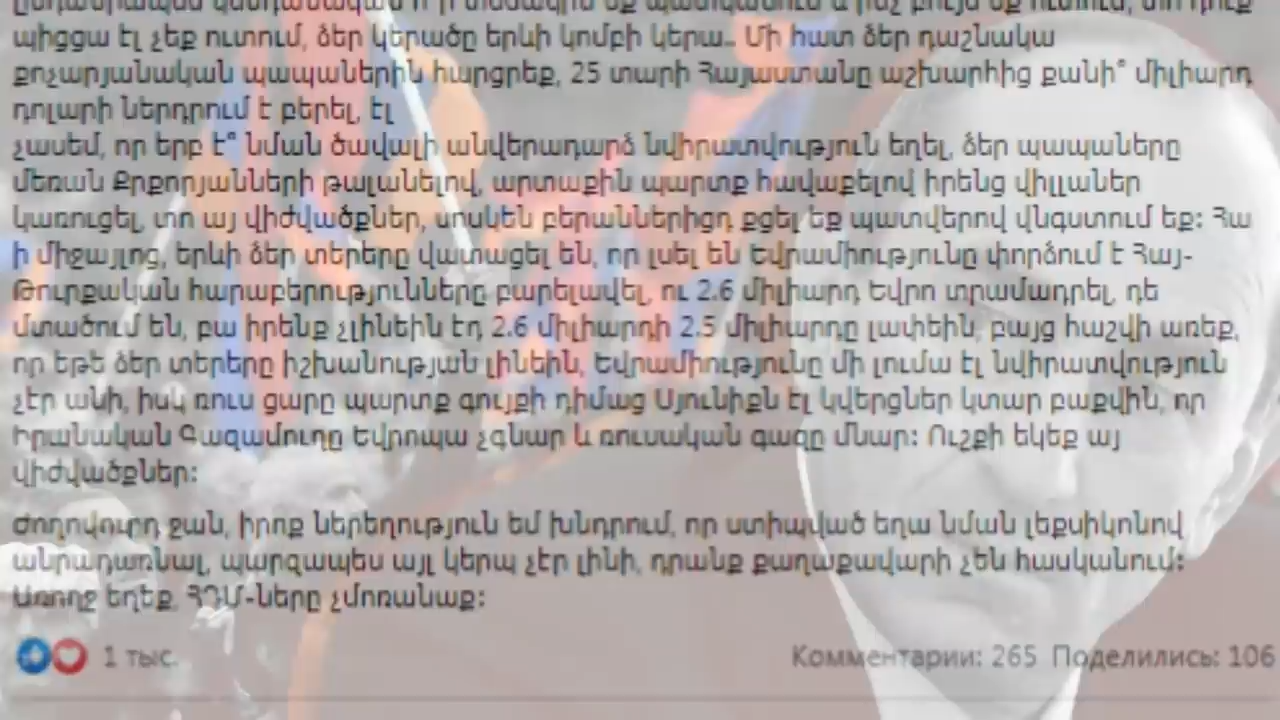 պիցցա էլ չեք ուտում, ձեր կերածը երևի կոմբի կերա.. Մի հատ ձեր դաշնակա
քոչարյանական պապաներին հարցրեք, 25 տարի Հայաստանը աշխարհից քանի՞ միլիարդ
դոլարի ներդրում է բերել, էլ
չասեմ, որ երբ է՞ նման ծավալի անվերադարձ նվիրատվություն եղել, ձեր պապաները
մեռան Քրքորյանների թալանելով, արտաքին պարտք հավաքելով իրենց վիլլաներ
կառուցել, տո այ վիժվածքներ, սոսկեն բերաններիցդ քցել եք պատվերով վնգստում եք: Հա
ի միջայլոց, երևի ձեր տերերը վատացել են, որ լսել են Եվրամիությունը փորձում է Հայ-
Թուրքական հարաբերությունները բարելավել, ու 2.6 միլիարդ Եվրո տրամադրել, դե
մտածում են, բա իրենք չլինեին էդ 2.6 միլիարդի 2.5 միլիարդը լափեին, բայց հաշվի առեք,
որ եթե ձեր տերերը իշխանության լինեին, Եվրամիությունը մի լումա էլ նվիրատվություն
չէր անի, իսկ ռուս ցարը պարտք գույքի դիմաց Սյունիքն էլ կվերցներ կտար բաքվին, որ
Իրանական Գազամուղը Եվրոպա չգնար և ռուսական գազը մնար: Ուշքի եկեք այ
վիժվածքներ:
Ժողովուրդ ջան, իրոք ներեղություն եմ խնդրում, որ ստիպված եղա նման լեքսիկոնով
անրադառնալ, պարզապես այլ կերպ չէր լինի, դրանք քաղաքավարի չեն հասկանում:
Առողջ եղեք, ՀԴՄ-ները չմոռանաք:
1 тыс.
Комментарии: 265 Поделились: 106